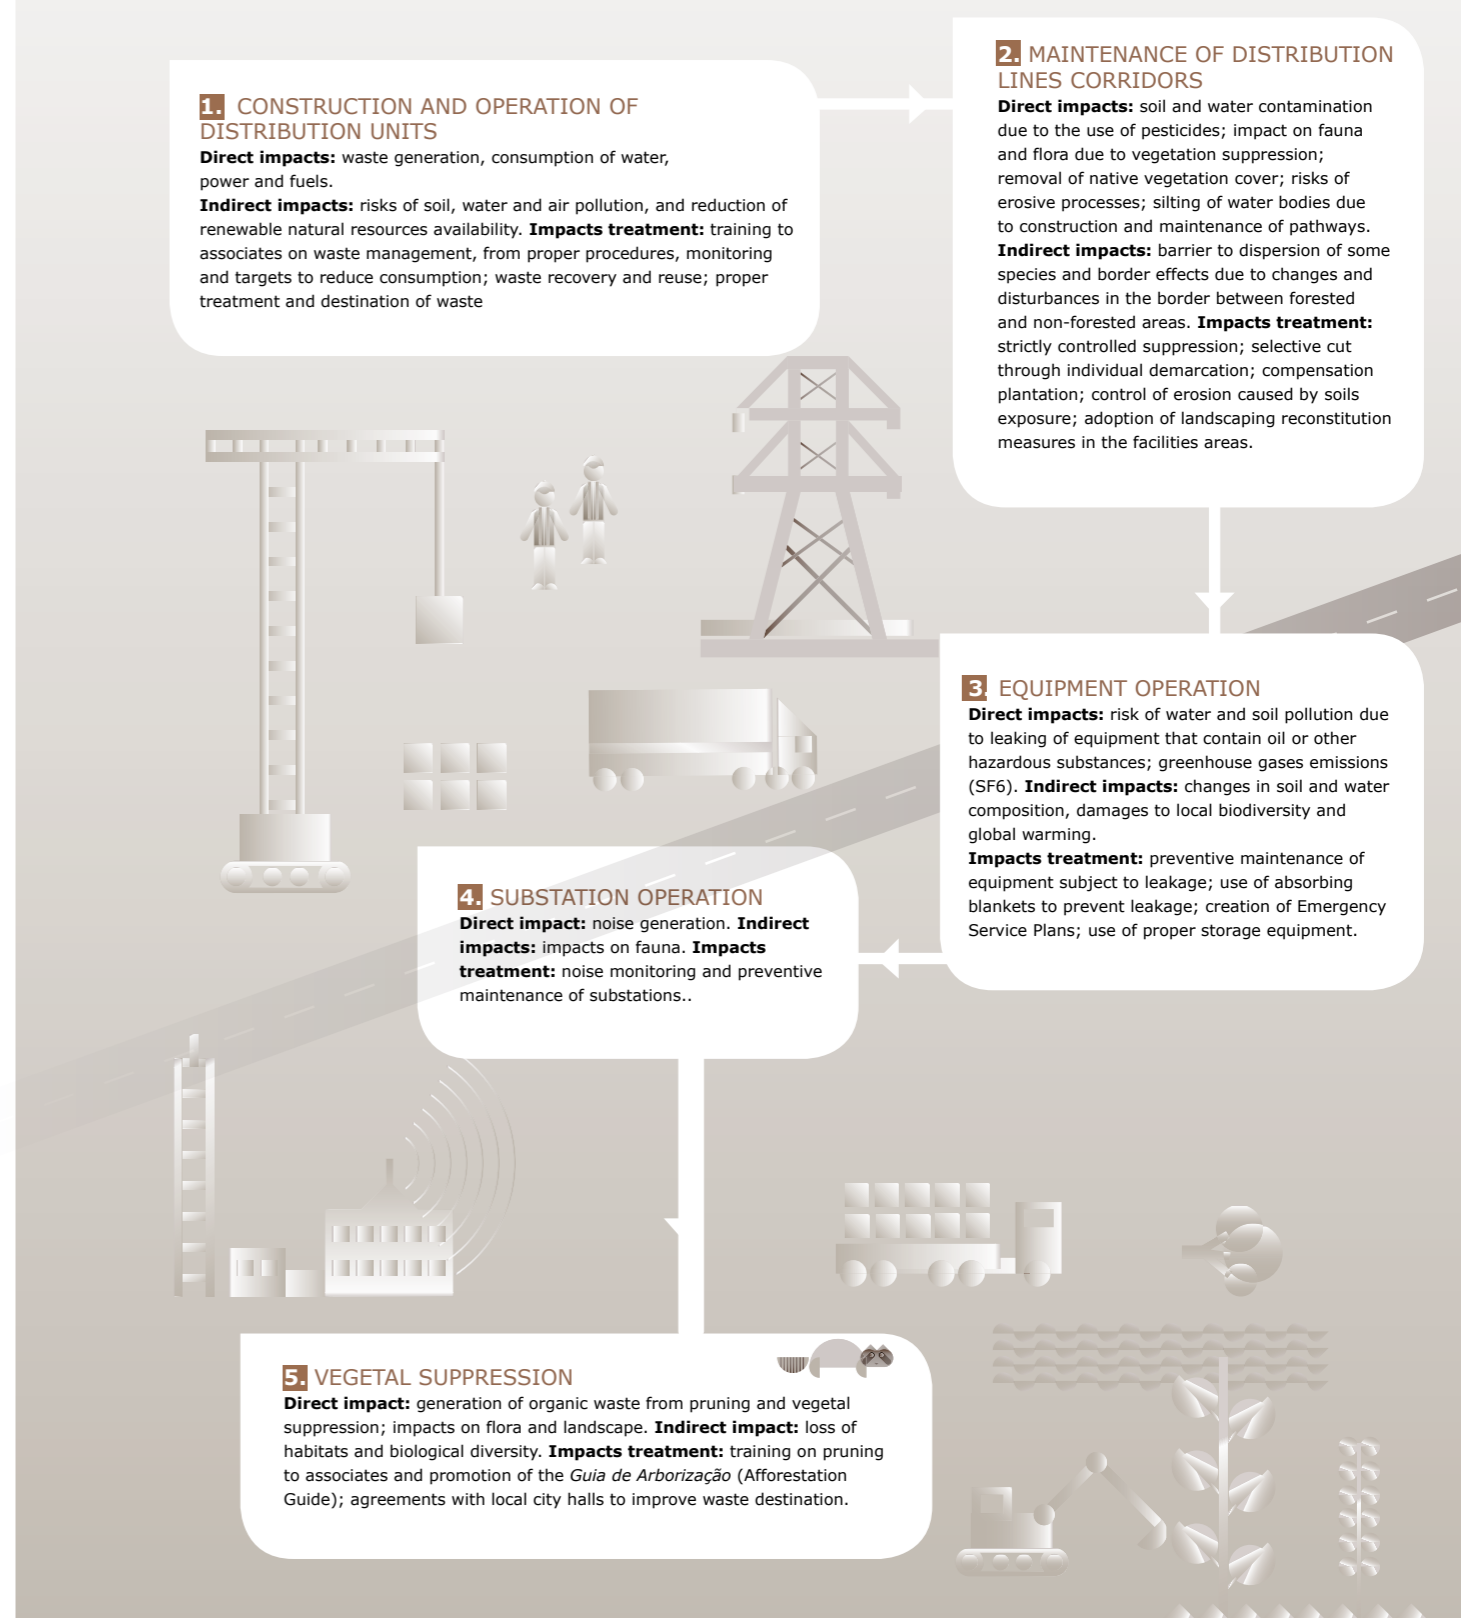 1. CONSTRUCTION AND OPERATION OF
DISTRIBUTION UNITS
Direct impacts: waste generation, consumption of water,
power and fuels.
Indirect impacts: risks of soil, water and air pollution, and reduction of
renewable natural resources availability. Impacts treatment: training to
associates on waste management, from proper procedures, monitoring
and targets to reduce consumption; waste recovery and reuse; proper
treatment and destination of waste
2. MAINTENANCE OF DISTRIBUTION
LINES CORRIDORS
Direct impacts: soil and water contamination
due to the use of pesticides; impact on fauna
and flora due to vegetation suppression;
removal of native vegetation cover; risks of
erosive processes; silting of water bodies due
to construction and maintenance of pathways.
Indirect impacts: barrier to dispersion of some
species and border effects due to changes and
disturbances in the border between forested
and non-forested areas. Impacts treatment:
strictly controlled suppression; selective cut
through individual demarcation; compensation
plantation; control of erosion caused by soils
exposure; adoption of landscaping reconstitution
measures in the facilities areas.
3. EQUIPMENT OPERATION
Direct impacts: risk of water and soil pollution due
to leaking of equipment that contain oil or other
hazardous substances; greenhouse gases emissions
(SF6). Indirect impacts: changes in soil and water
composition, damages to local biodiversity and
global warming.
Impacts treatment: preventive maintenance of
equipment subject to leakage; use of absorbing
blankets to prevent leakage; creation of Emergency
Service Plans; use of proper storage equipment.
4. SUBSTATION OPERATION
Direct impact: noise generation. Indirect
impacts: impacts on fauna. Impacts
treatment: noise monitoring and preventive
maintenance of substations..
5. VEGETAL SUPPRESSION
Direct impact: generation of organic waste from pruning and vegetal
suppression; impacts on flora and landscape. Indirect impact: loss of
habitats and biological diversity. Impacts treatment: training on pruning
to associates and promotion of the Guia de Arborização (Afforestation
Guide); agreements with local city halls to improve waste destination.